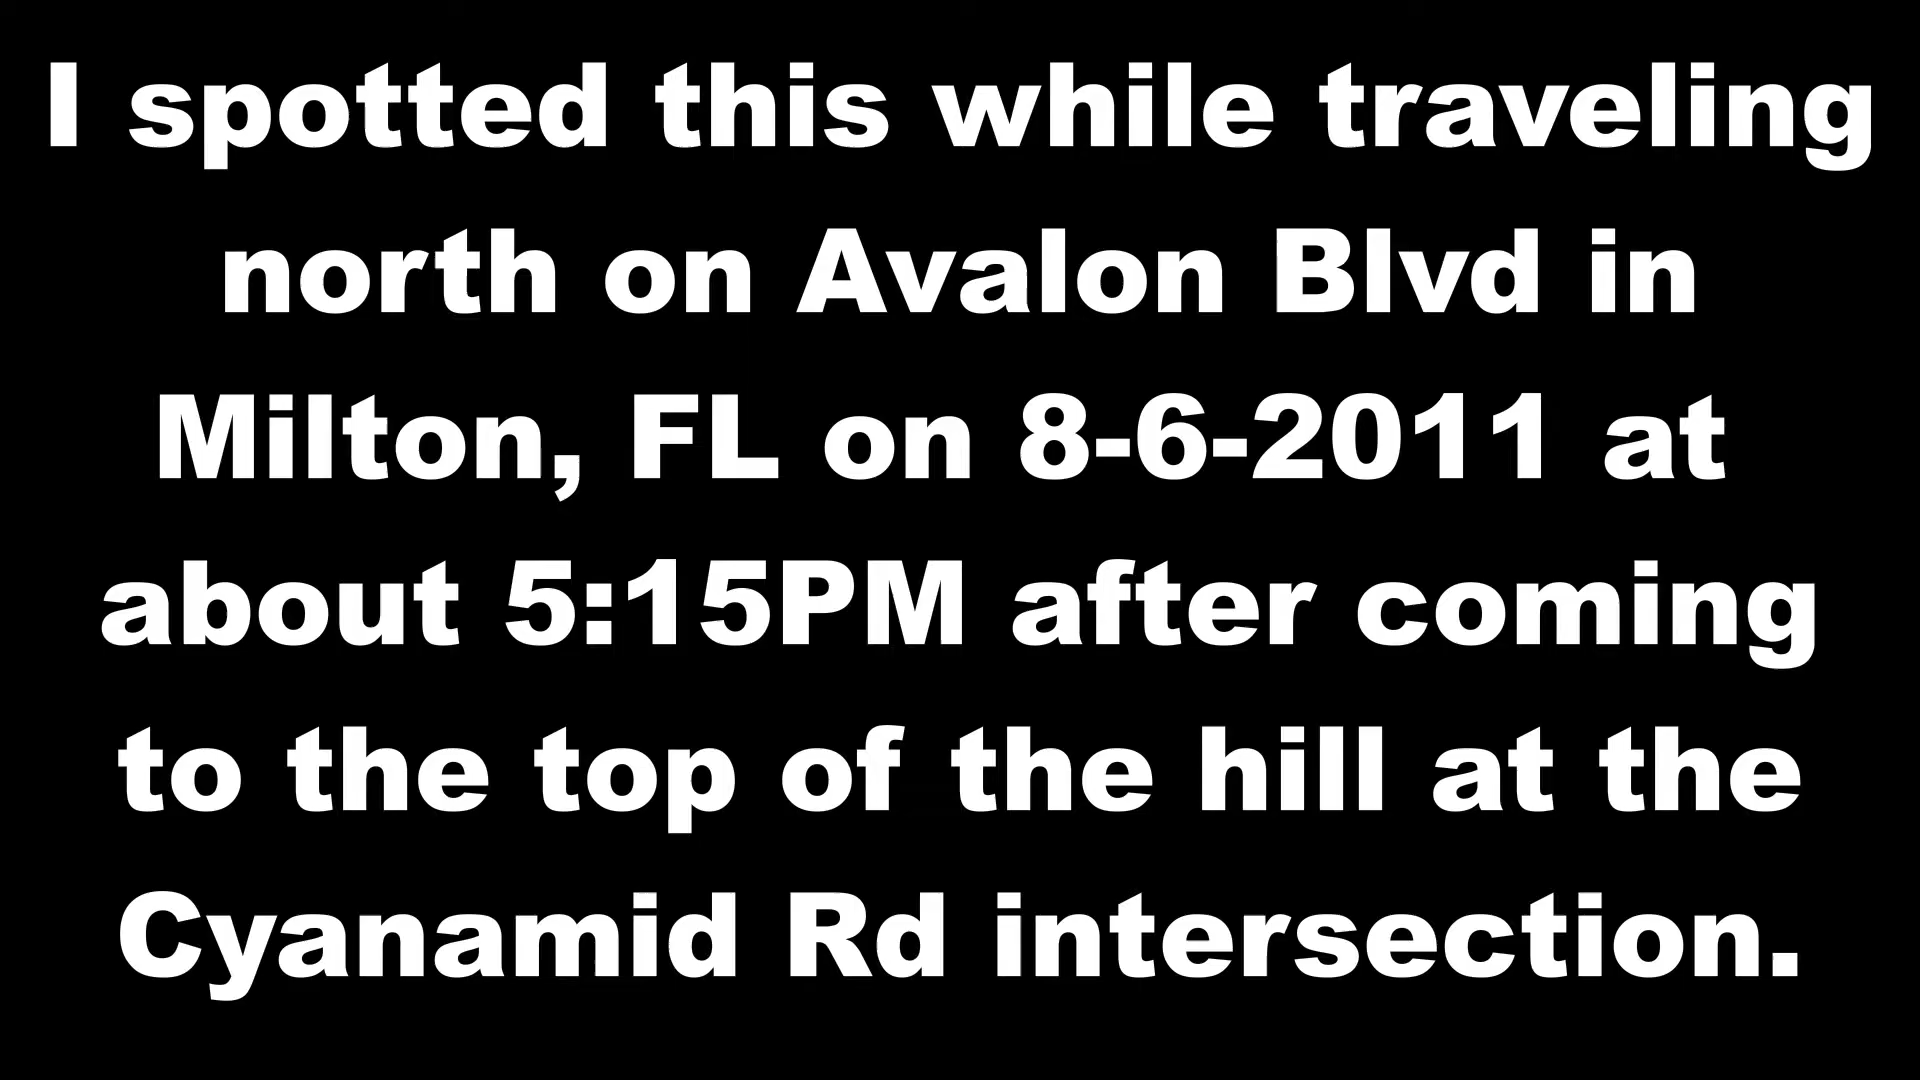 I spotted this while traveling
north on Avalon Blvd in
Milton, FL on 8-6-2011 at
about 5:15PM after coming
to the top of the hill at the
Cyanamid Rd intersection.